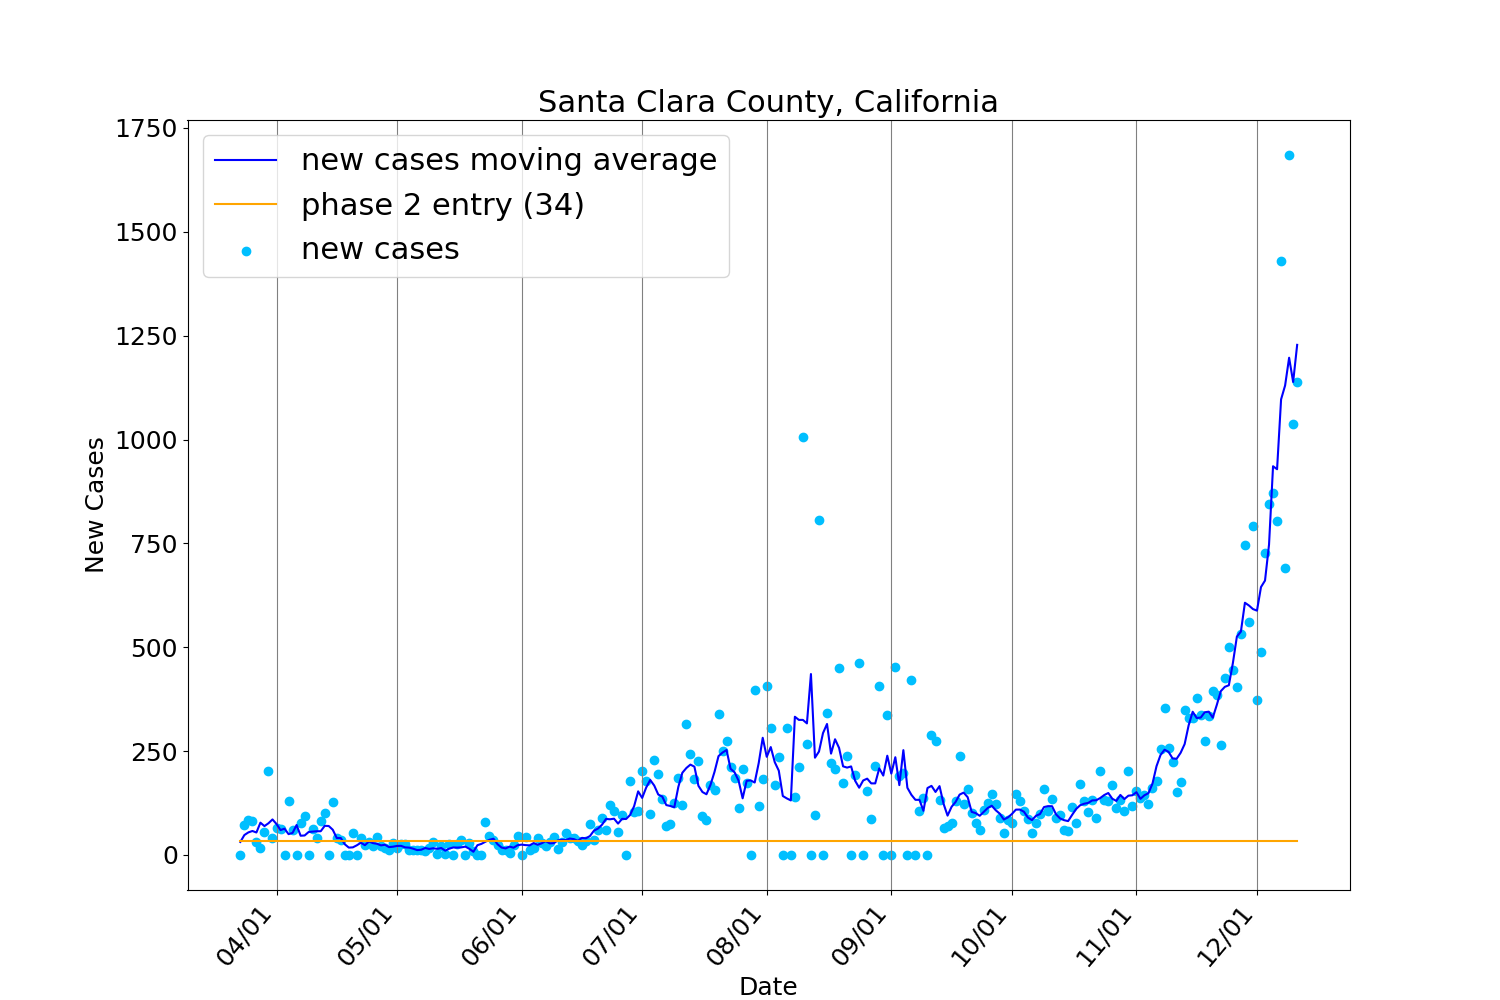 Santa Clara County, California
new cases moving average
phase 2 entry (34)
new cases
1750
1500
1250
1000
750
500
250
0
New Cases
04/01
05/01
06/01
07/01
08/01
09/01
10/01
11/01
12/01
Date